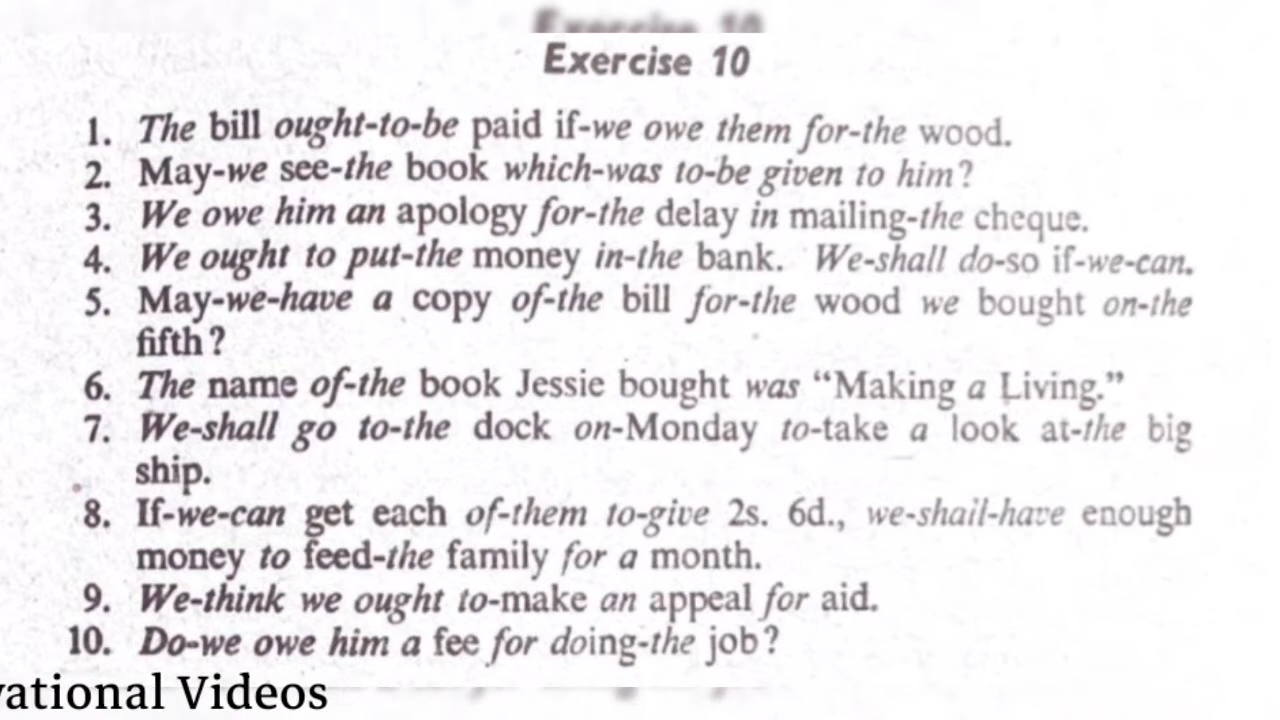 Exercise 10
1. The bill ought-to-be paid if-we owe them for-the wood.
2. May-we see-the book which-was to-be given to him?
3. We owe him an apology for-the delay in mailing-the cheque.
4. We ought to put-the money in-the bank. We-shall do-so if-we-can.
5. May-we-have a copy of-the bill for-the wood we bought on-the
fifth?
6. The name of-the book Jessie bought was “Making a Living.”
7. We-shall go to-the dock on-Monday to-take a look at-the big
ship.
8. If-we-can get each of-them to-give 2s. 6d., we-shail-have enough
money to feed-the family for a month.
9. We-think we ought to-make an appeal for aid.
10. Do-we owe him a fee for doing-the job?
vational Videos